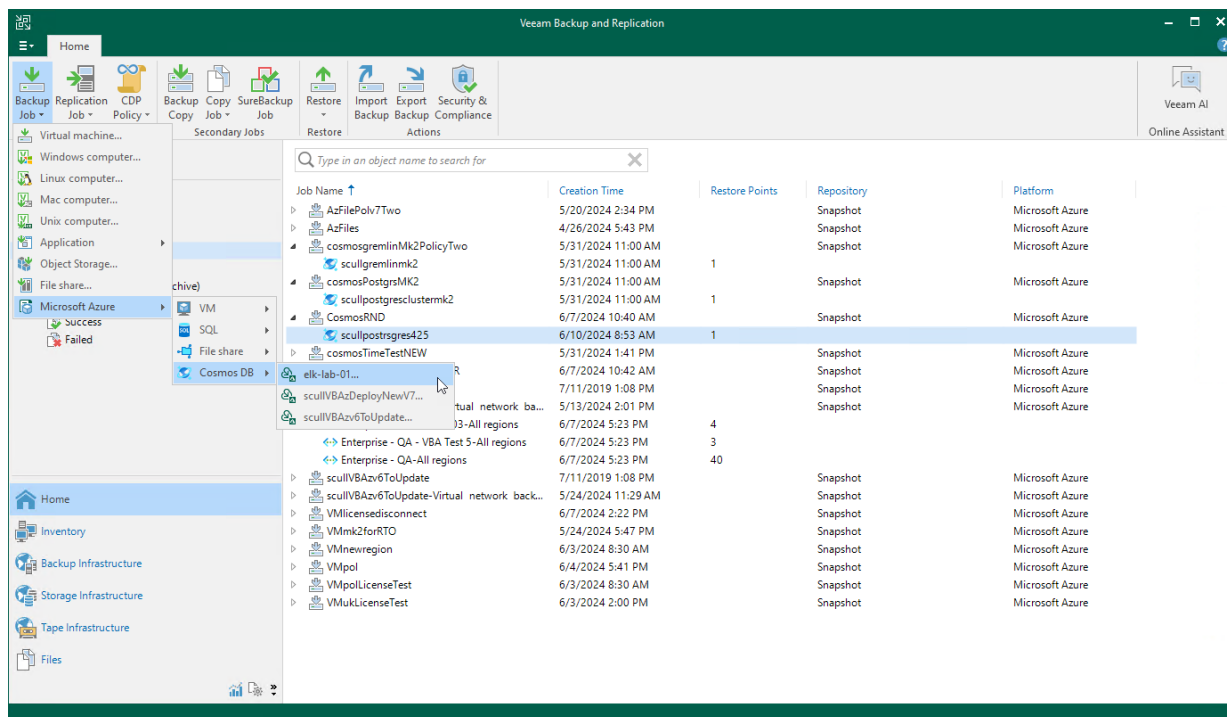 Veeam Backup and Replication
Home
Backup Job
Replication Job
CDP Policy
Backup Copy
Copy Job
SureBackup Job
Restore
Import Backup
Export Backup
Security & Compliance
Veeam AI
Secondary Jobs
Restore
Actions
Online Assistant
Virtual machine...
Windows computer...
Linux computer...
Mac computer...
Unix computer...
Application
Object Storage...
File share...
Microsoft Azure
chive)
Success
Failed
VM
SQL
File share
Cosmos DB
elk-lab-01...
scullVBAzDeployNewV7...
scullVBAzv6ToUpdate...
Type in an object name to search for
Job Name Creation Time Restore Points Repository Platform
AzFilePolv7Two 5/20/2024 2:34 PM Snapshot Microsoft Azure
AzFiles 4/26/2024 5:43 PM Snapshot Microsoft Azure
cosmosgremlinMk2PolicyTwo 5/31/2024 11:00 AM Snapshot Microsoft Azure
scullgremlinmk2 5/31/2024 11:00 AM 1
cosmosPostgrsMK2 5/31/2024 11:00 AM Snapshot Microsoft Azure
scullpostgresclustermk2 5/31/2024 11:00 AM 1
CosmosRND 6/7/2024 10:40 AM Snapshot Microsoft Azure
scullpostrsgres425 6/10/2024 8:53 AM 1
cosmosTimeTestNEW 5/31/2024 1:41 PM Snapshot Microsoft Azure
R 6/7/2024 10:42 AM Snapshot Microsoft Azure
7/11/2019 1:08 PM Snapshot Microsoft Azure
rtual network ba... 5/13/2024 2:01 PM Snapshot Microsoft Azure
03-All regions 6/7/2024 5:23 PM 4
Enterprise - QA - VBA Test 5-All regions 6/7/2024 5:23 PM 3
Enterprise - QA-All regions 6/7/2024 5:23 PM 40
scullVBAzv6ToUpdate 7/11/2019 1:08 PM Snapshot Microsoft Azure
scullVBAzv6ToUpdate-Virtual network back... 5/24/2024 11:29 AM Snapshot Microsoft Azure
VMlicensedisconnect 6/7/2024 2:22 PM Snapshot Microsoft Azure
VMmk2forRTO 5/24/2024 5:47 PM Snapshot Microsoft Azure
VMnewregion 6/3/2024 8:30 AM Snapshot Microsoft Azure
VMpol 6/4/2024 5:41 PM Snapshot Microsoft Azure
VMpolLicenseTest 6/3/2024 8:30 AM Snapshot Microsoft Azure
VMukLicenseTest 6/3/2024 2:00 PM Snapshot Microsoft Azure
Home
Inventory
Backup Infrastructure
Storage Infrastructure
Tape Infrastructure
Files